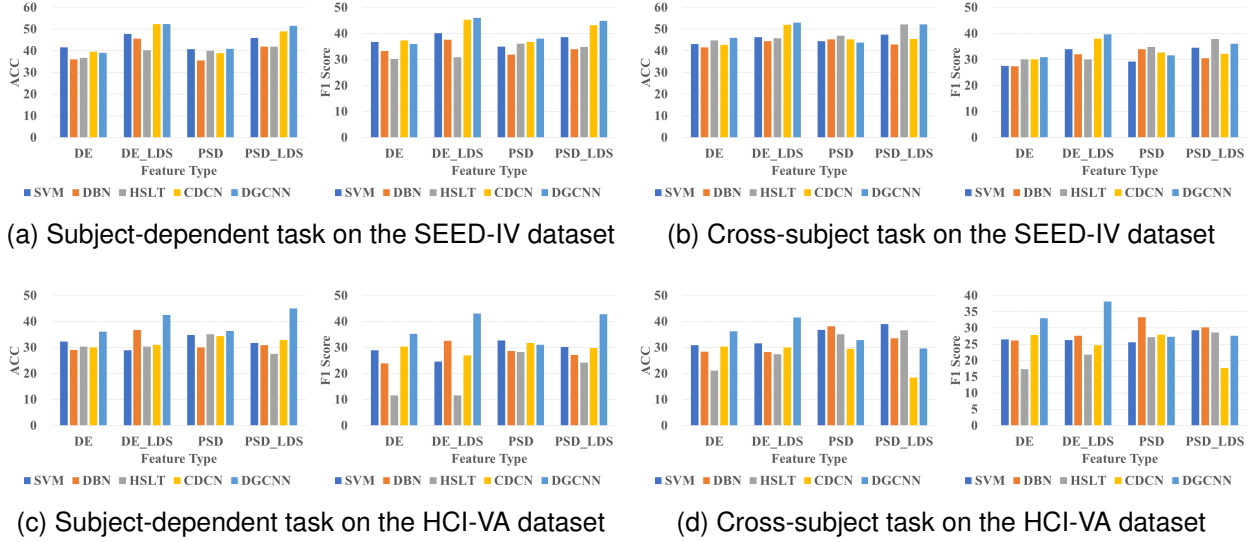 60
50
40
30
20
10
0
ACC
DE DE_LDS PSD PSD_LDS
Feature Type
SVM DBN HSLT CDCN DGCNN
50
40
30
20
10
0
F1 Score
DE DE_LDS PSD PSD_LDS
Feature Type
SVM DBN HSLT CDCN DGCNN
(a) Subject-dependent task on the SEED-IV dataset
60
50
40
30
20
10
0
ACC
DE DE_LDS PSD PSD_LDS
Feature Type
SVM DBN HSLT CDCN DGCNN
50
40
30
20
10
0
F1 Score
DE DE_LDS PSD PSD_LDS
Feature Type
SVM DBN HSLT CDCN DGCNN
(b) Cross-subject task on the SEED-IV dataset
50
40
30
20
10
0
ACC
DE DE_LDS PSD PSD_LDS
Feature Type
SVM DBN HSLT CDCN DGCNN
50
40
30
20
10
0
F1 Score
DE DE_LDS PSD PSD_LDS
Feature Type
SVM DBN HSLT CDCN DGCNN
(c) Subject-dependent task on the HCI-VA dataset
50
40
30
20
10
0
ACC
DE DE_LDS PSD PSD_LDS
Feature Type
SVM DBN HSLT CDCN DGCNN
40
35
30
25
20
15
10
5
0
F1 Score
DE DE_LDS PSD PSD_LDS
Feature Type
SVM DBN HSLT CDCN DGCNN
(d) Cross-subject task on the HCI-VA dataset